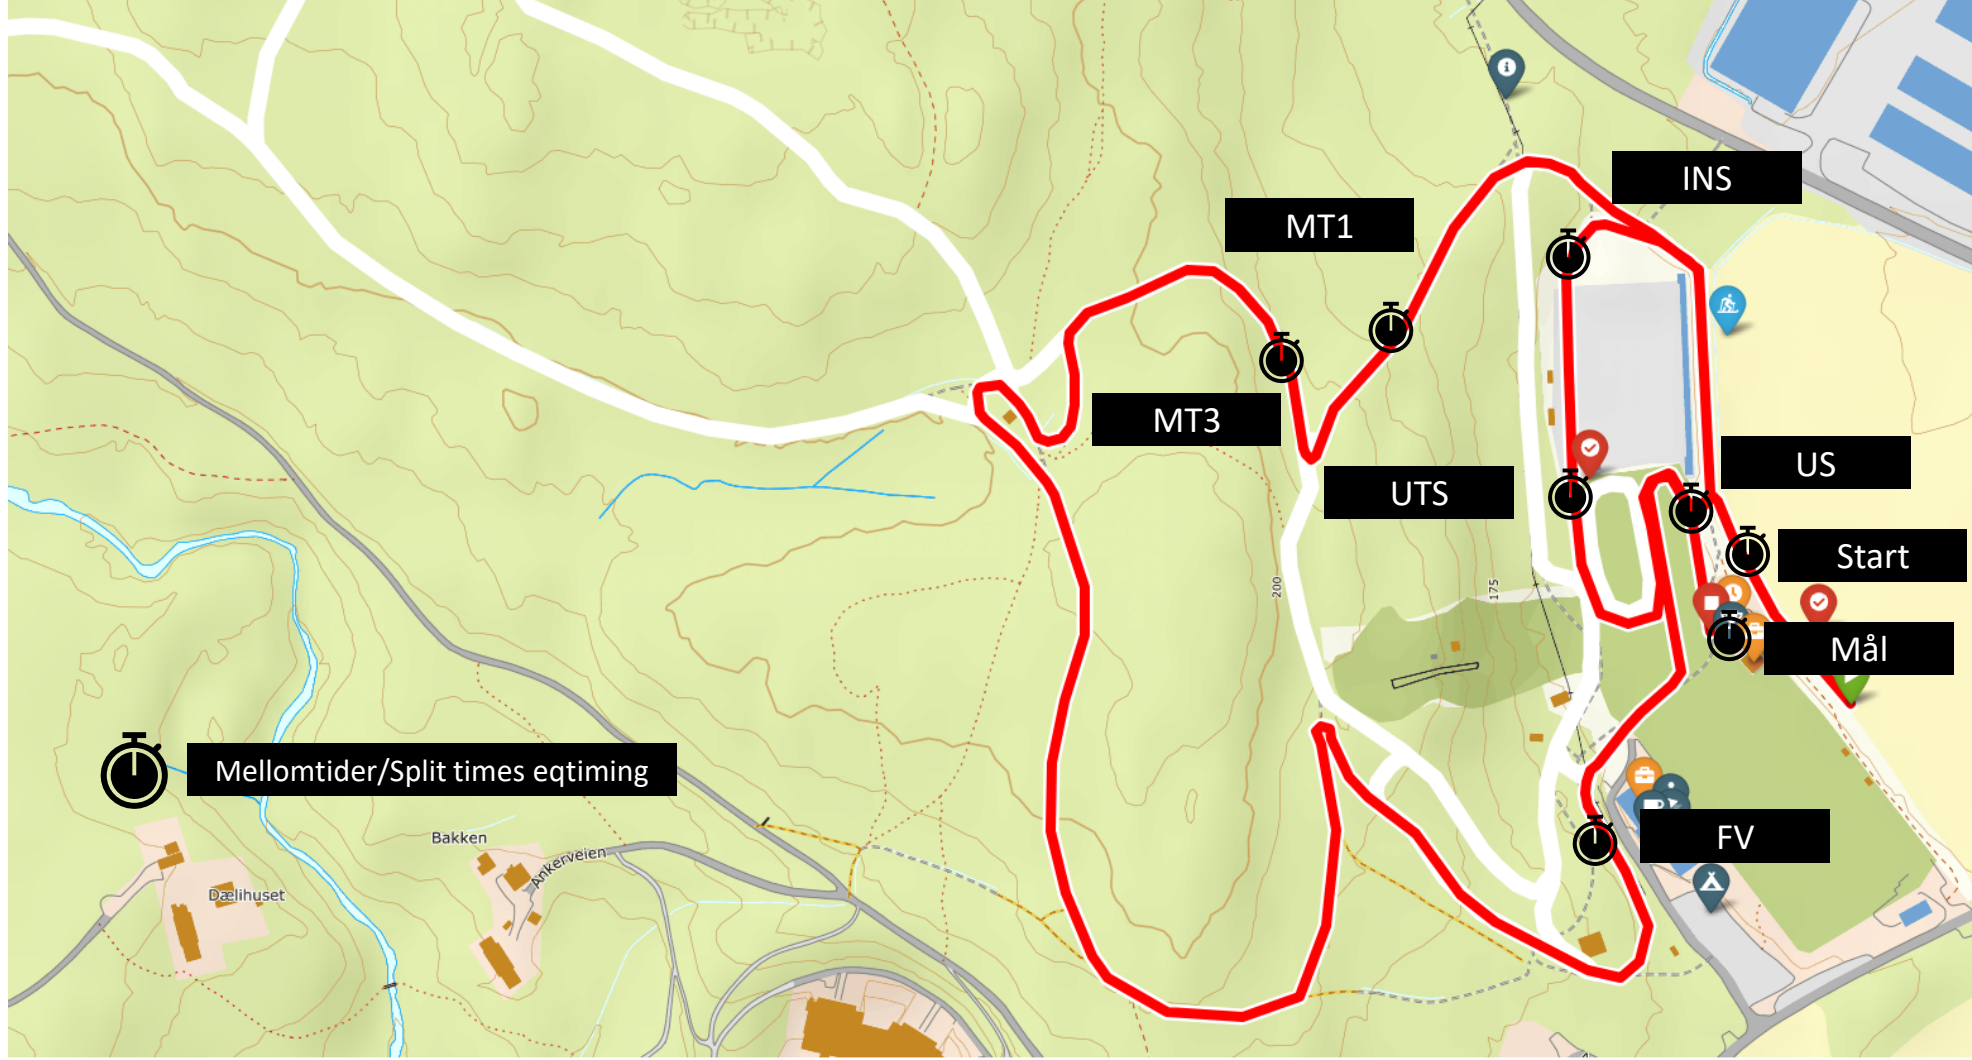 INS
MT1
MT3
US
UTS
Start
200
175
Mål
Mellomtider/Split times eqtiming
FV
Bakken
Ankerveien
Dælihuset